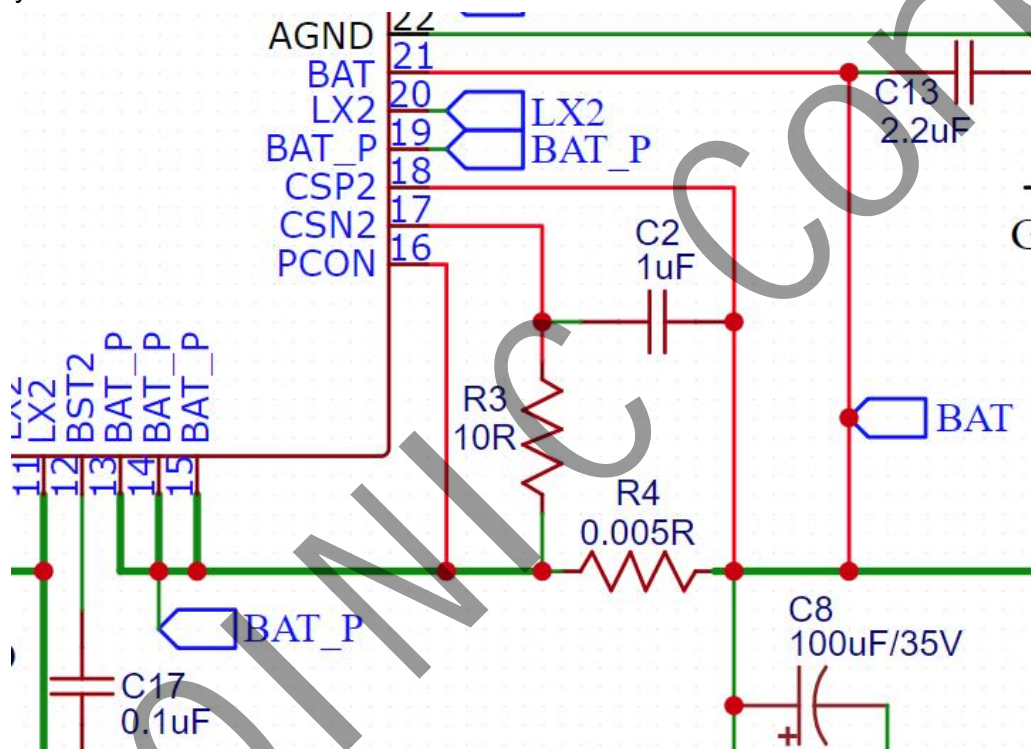 22
AGND
21
BAT
20
LX2
LX2
19
BAT_P
BAT_P
18
CSP2
17
CSN2
16
PCON
C13
2.2uF
C2
1uF
LX2
LX2
BST2
BAT_P
BAT_P
BAT_P
11
12
13
14
15
R3
10R
R4
0.005R
BAT
BAT_P
C8
100uF/35V
+
C17
0.1uF